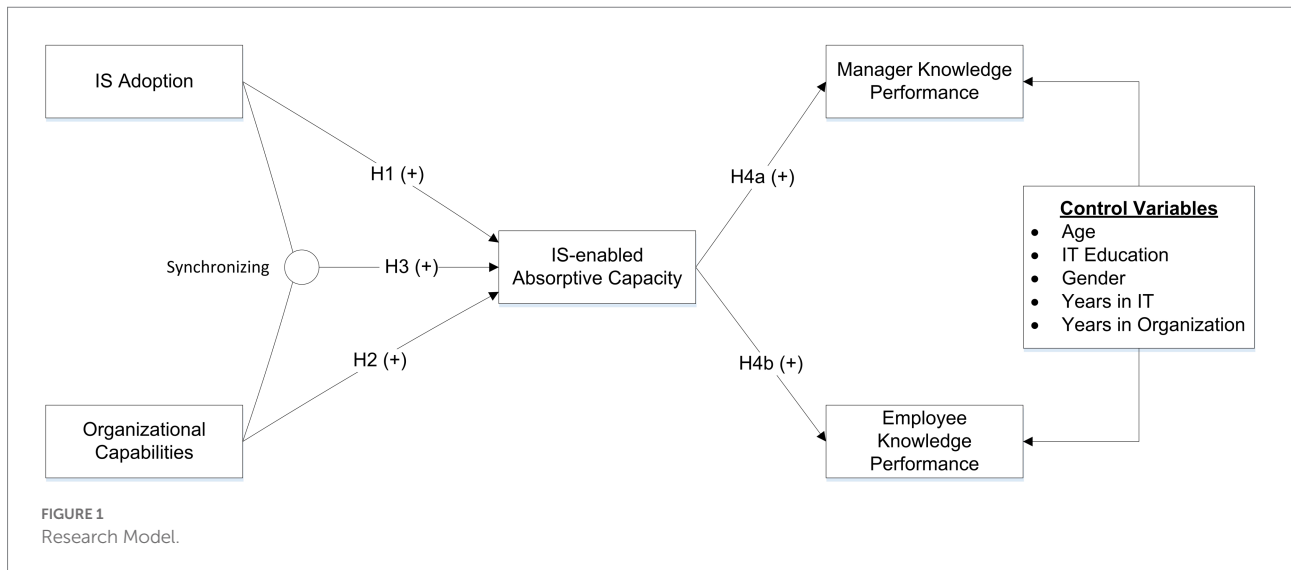 IS Adoption
Manager Knowledge
Performance
H1 (+)
H4a (+)
Synchronizing
H3 (+)
IS-enabled
Absorptive Capacity
Control Variables
• Age
• IT Education
• Gender
• Years in IT
• Years in Organization
H2 (+)
H4b (+)
Organizational
Capabilities
Employee
Knowledge
Performance
FIGURE 1
Research Model.